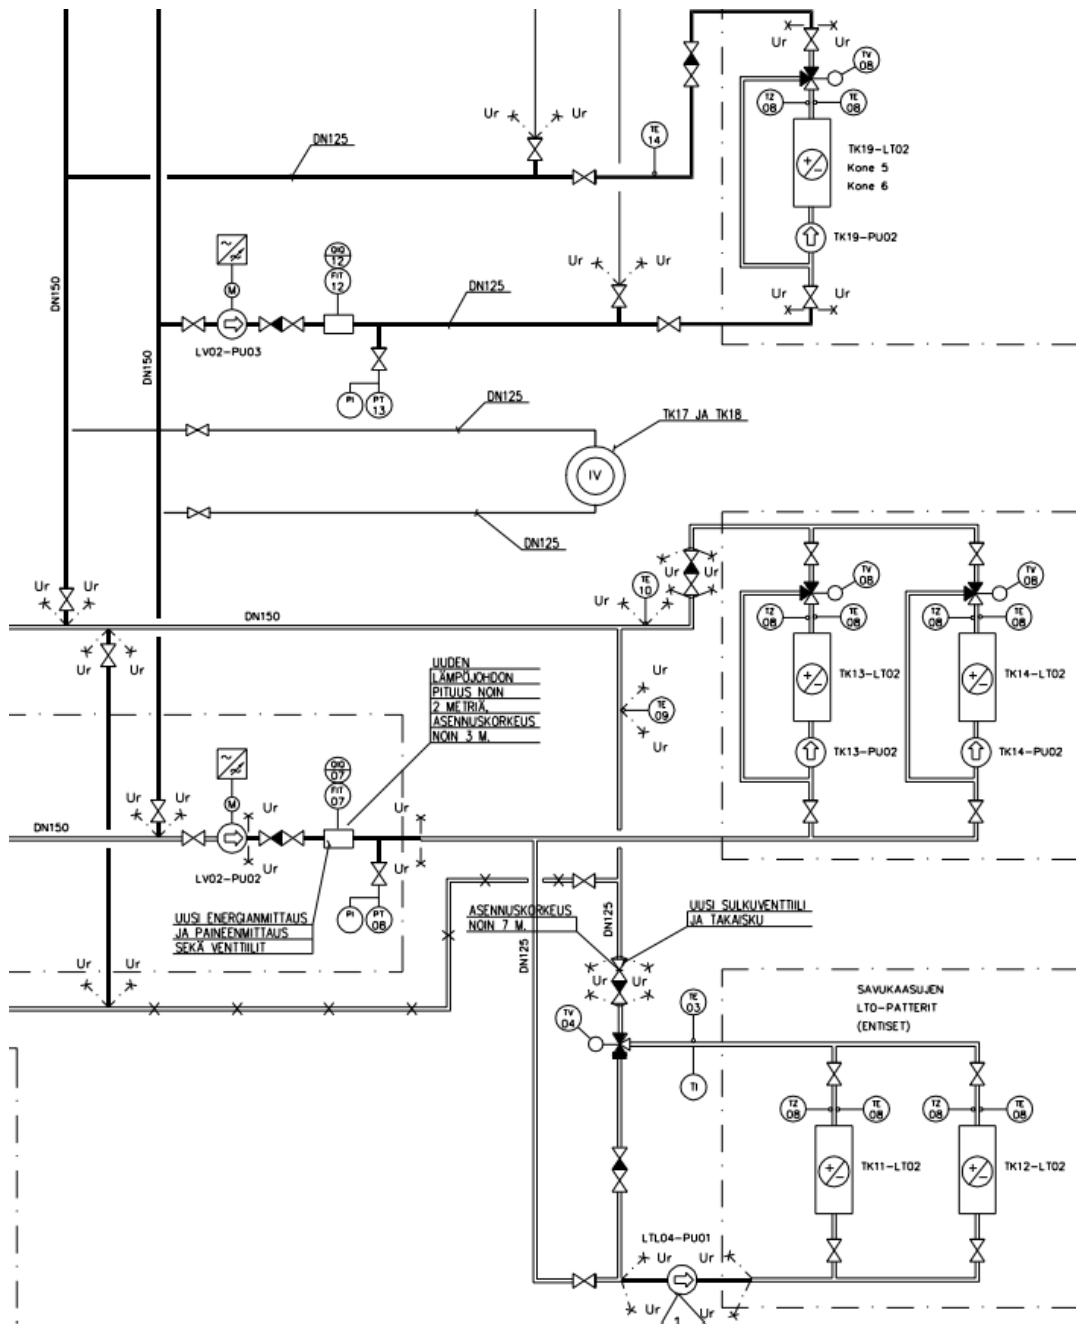 Ur
Ur
TV
08
TZ
08
TE
08
Ur
Ur
TE
14
DN125
TK19-LT02
Kone 5
Kone 6
TK19-PU02
QIQ
12
FIT
12
M
Ur
Ur
DN125
Ur
Ur
DN150
LV02-PU03
DN150
PI
PT
13
DN125
TK17 JA TK18
IV
DN125
Ur
Ur
TE
10
Ur
Ur
Ur
Ur
Ur
TV
08
TV
08
TZ
08
TE
08
TZ
08
TE
08
DN150
Ur
Ur
UUDEN
LÄMPÖJOHDON
PITUUS NOIN
2 METRIÄ,
ASENNUSKORKEUS
NOIN 3 M.
Ur
TE
09
Ur
TK13-LT02
TK14-LT02
TK13-PU02
TK14-PU02
QIQ
07
FIT
07
M
Ur
Ur
Ur
Ur
DN150
Ur
Ur
LV02-PU02
PI
PT
08
UUSI ENERGIANMITTAUS
JA PAINEENMITTAUS
SEKÄ VENTTIILIT
ASENNUSKORKEUS
NOIN 7 M.
DN125
DN125
UUSI SULKUVENTTIILI
JA TAKAISKU
Ur
Ur
Ur
Ur
TV
04
TE
03
TI
SAVUKAASUJEN
LTO-PATTERIT
(ENTISET)
TZ
08
TE
08
TZ
08
TE
08
TK11-LT02
TK12-LT02
LTL04-PU01
Ur
Ur
Ur
Ur
1